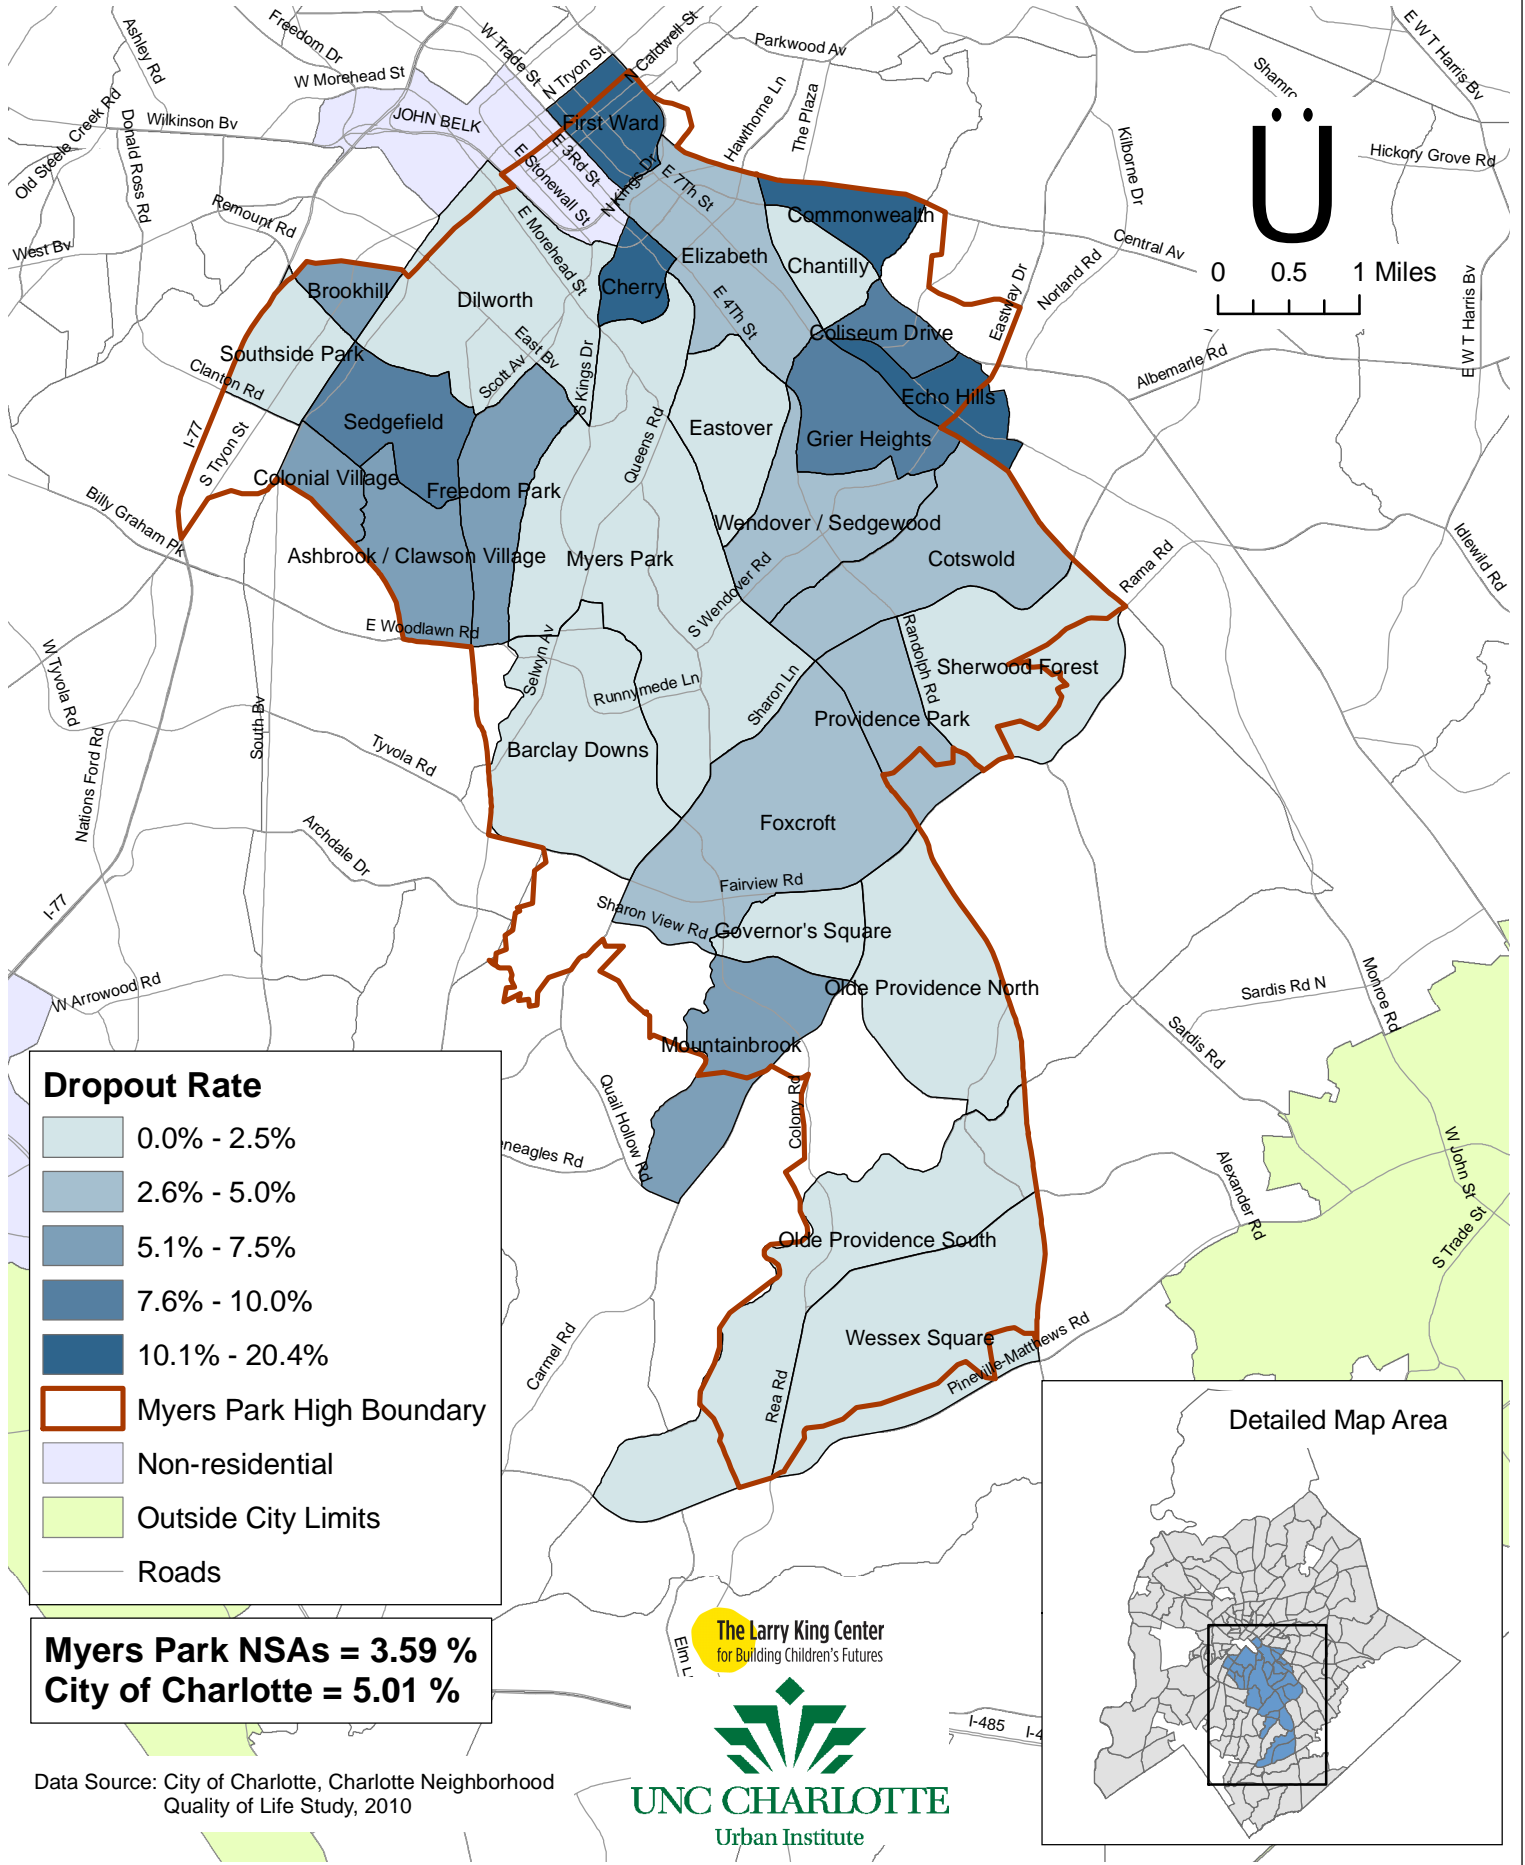 Freedom Dr
Ashley Rd
W Morehead St
W Trade St
N Tryon St
N Caldwell St
Parkwood Av
E W T Harris Bv
Old Steele Creek Rd
Donald Ross Rd
Wilkinson Bv
JOHN BELK
First Ward
E 3Rd St
E Stonewall St
N Kings Dr
E 7Th St
Hawthorne Ln
The Plaza
Kilborne Dr
Ü
Hickory Grove Rd
Remount Rd
West Bv
E Morehead St
Commonwealth
Elizabeth
Chantilly
Central Av
Norland Rd
Eastway Dr
0 0.5 1 Miles
E W T Harris Bv
Brookhill
Dilworth
Cherry
E 4Th St
Coliseum Drive
Southside Park
Clanton Rd
East Bv
Scott Av
S Kings Dr
Albemarle Rd
Echo Hills
Sedgefield
Eastover
Grier Heights
I-77
S Tryon St
Queens Rd
Colonial Village
Freedom Park
Billy Graham Pk
Wendover / Sedgewood
Ashbrook / Clawson Village
Myers Park
Cotswold
Rama Rd
Idlewild Rd
S Wendover Rd
E Woodlawn Rd
Selwyn Av
Runnymede Ln
Sharon Ln
Randolph Rd
Sherwood Forest
W Tyvola Rd
Nations Ford Rd
South Bv
Tyvola Rd
Barclay Downs
Providence Park
Foxcroft
Archdale Dr
Fairview Rd
I-77
Sharon View Rd
Governor's Square
W Arrowood Rd
Olde Providence North
Sardis Rd N
Monroe Rd
Sardis Rd
Mountainbrook
Quail Hollow Rd
Colony Rd
neagles Rd
W John St
Alexander Rd
S Trade St
Olde Providence South
Wessex Square
Pineville-Matthews Rd
Carmel Rd
Rea Rd
Dropout Rate
0.0% - 2.5%
2.6% - 5.0%
5.1% - 7.5%
7.6% - 10.0%
10.1% - 20.4%
Myers Park High Boundary
Non-residential
Outside City Limits
Roads
Detailed Map Area
Myers Park NSAs = 3.59 %
City of Charlotte = 5.01 %
The Larry King Center
for Building Children's Futures
Elm L
I-485
I-4
UNC CHARLOTTE
Urban Institute
Data Source: City of Charlotte, Charlotte Neighborhood
Quality of Life Study, 2010